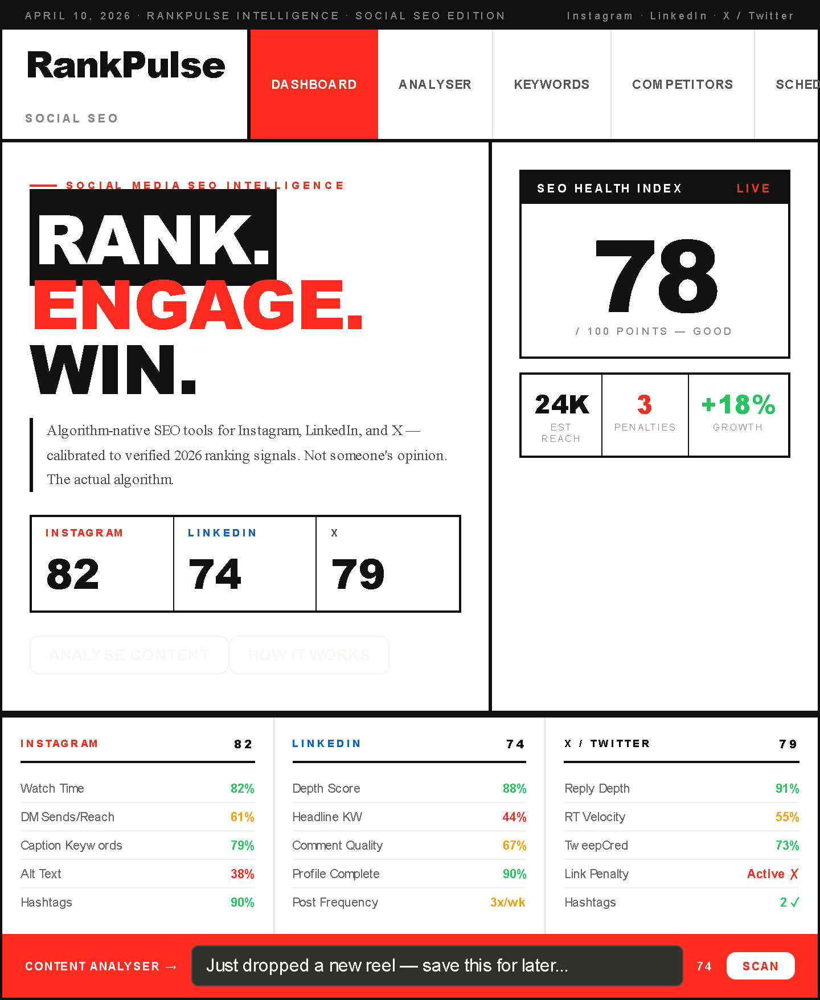 APRIL 10, 2026 · RANKPULSE INTELLIGENCE · SOCIAL SEO EDITION
Instagram · LinkedIn · X / Twitter
RankPulse
SOCIAL SEO
DASHBOARD
ANALYSER
KEYWORDS
COMPETITORS
SCHED
SOCIAL MEDIA SEO INTELLIGENCE
RANK.
ENGAGE.
WIN.
Algorithm-native SEO tools for Instagram, LinkedIn, and X —
calibrated to verified 2026 ranking signals. Not someone's opinion.
The actual algorithm.
INSTAGRAM
82
LINKEDIN
74
X
79
ANALYSE CONTENT
HOW IT WORKS
SEO HEALTH INDEX
LIVE
78
/ 100 POINTS — GOOD
24K
EST
REACH
3
PENALTIES
+18%
GROWTH
INSTAGRAM 82
Watch Time 82%
DM Sends/Reach 61%
Caption Keywords 79%
Alt Text 38%
Hashtags 90%
LINKEDIN 74
Depth Score 88%
Headline KW 44%
Comment Quality 67%
Profile Complete 90%
Post Frequency 3x/wk
X / TWITTER 79
Reply Depth 91%
RT Velocity 55%
TweepCred 73%
Link Penalty Active ✗
Hashtags 2 ✓
CONTENT ANALYSER →
Just dropped a new reel — save this for later...
74
SCAN